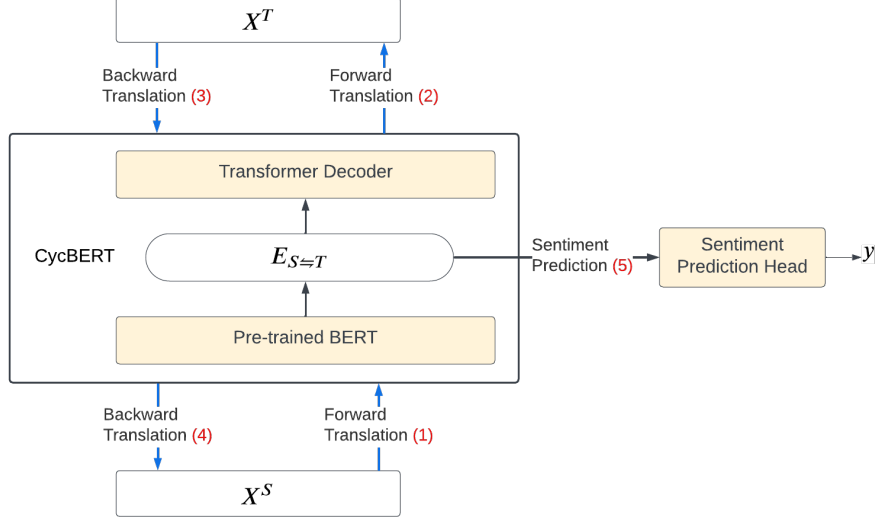 X^T
Backward
Translation (3)
Forward
Translation (2)
Transformer Decoder
CycBERT
E_{S⇋T}
Sentiment
Prediction (5)
Sentiment
Prediction Head
y
Pre-trained BERT
Backward
Translation (4)
Forward
Translation (1)
X^S